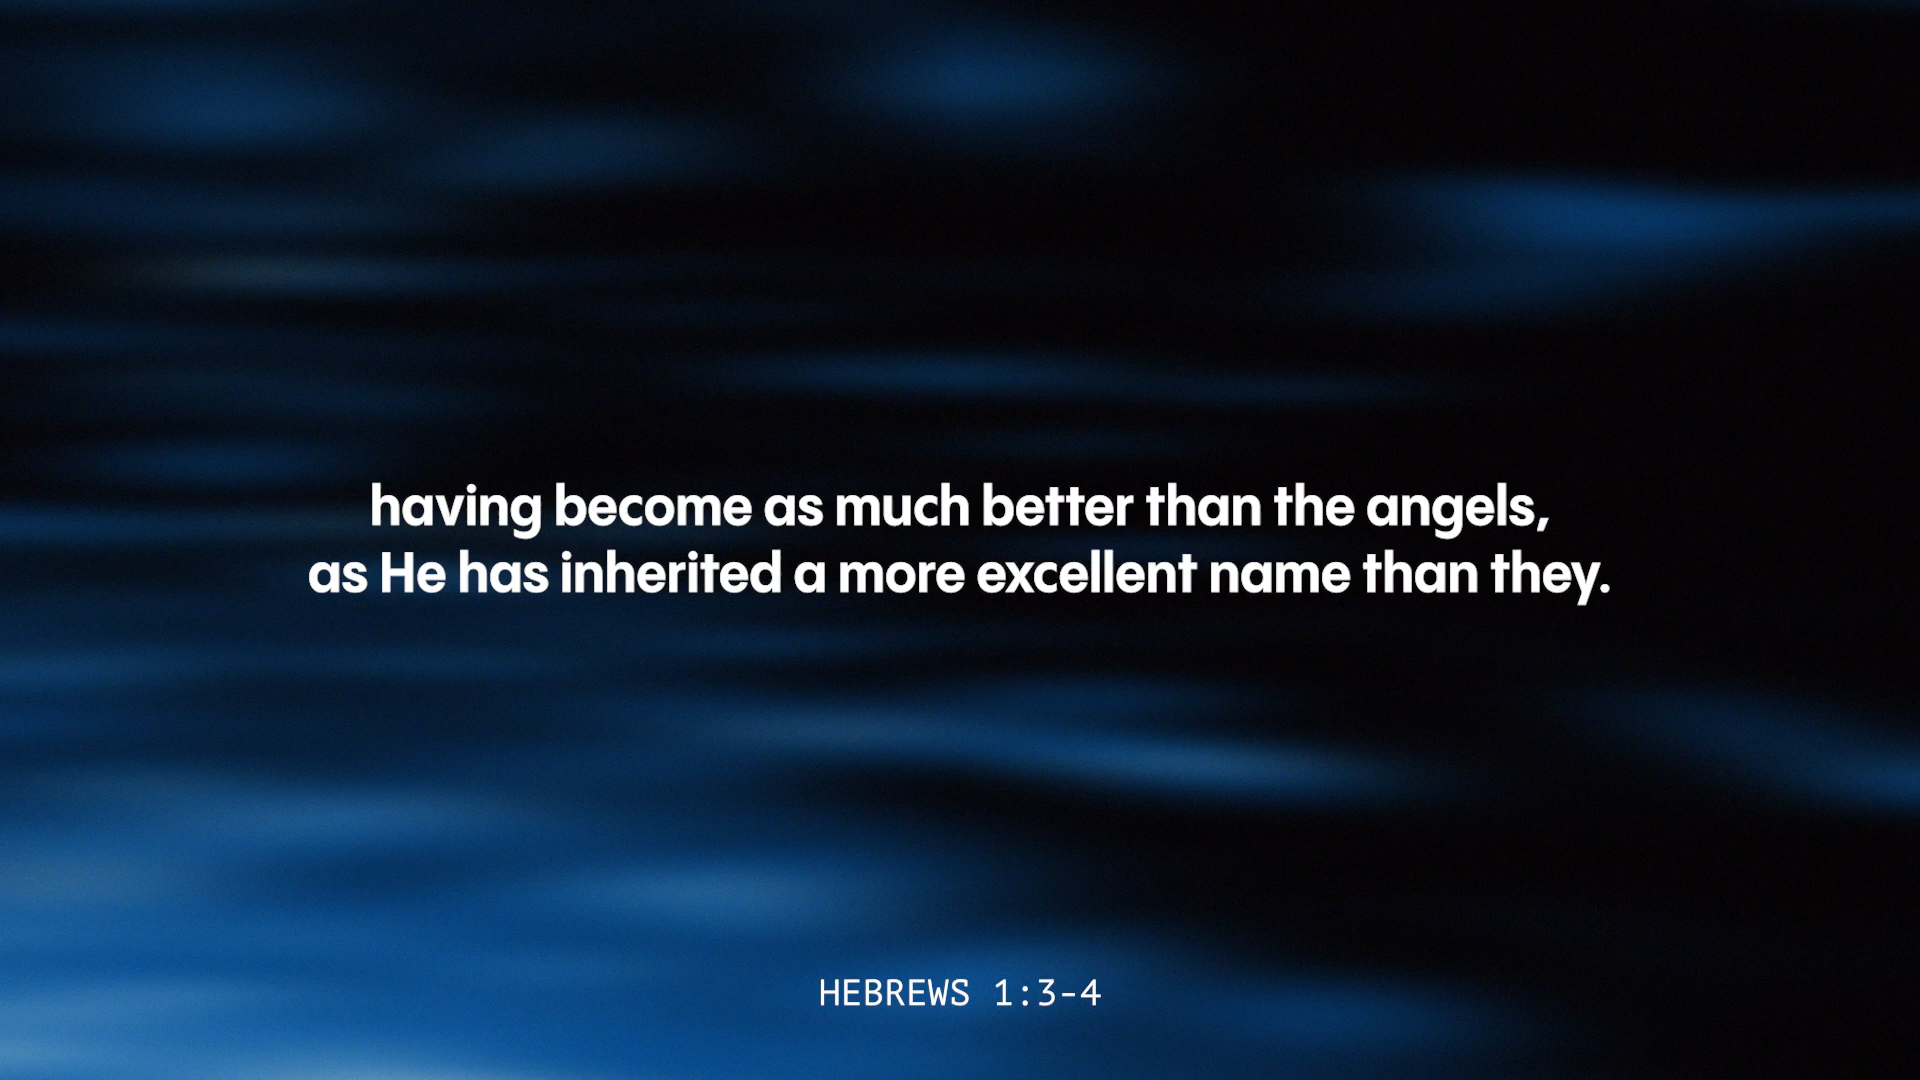 having become as much better than the angels,
as He has inherited a more excellent name than they.
HEBREWS 1:3-4